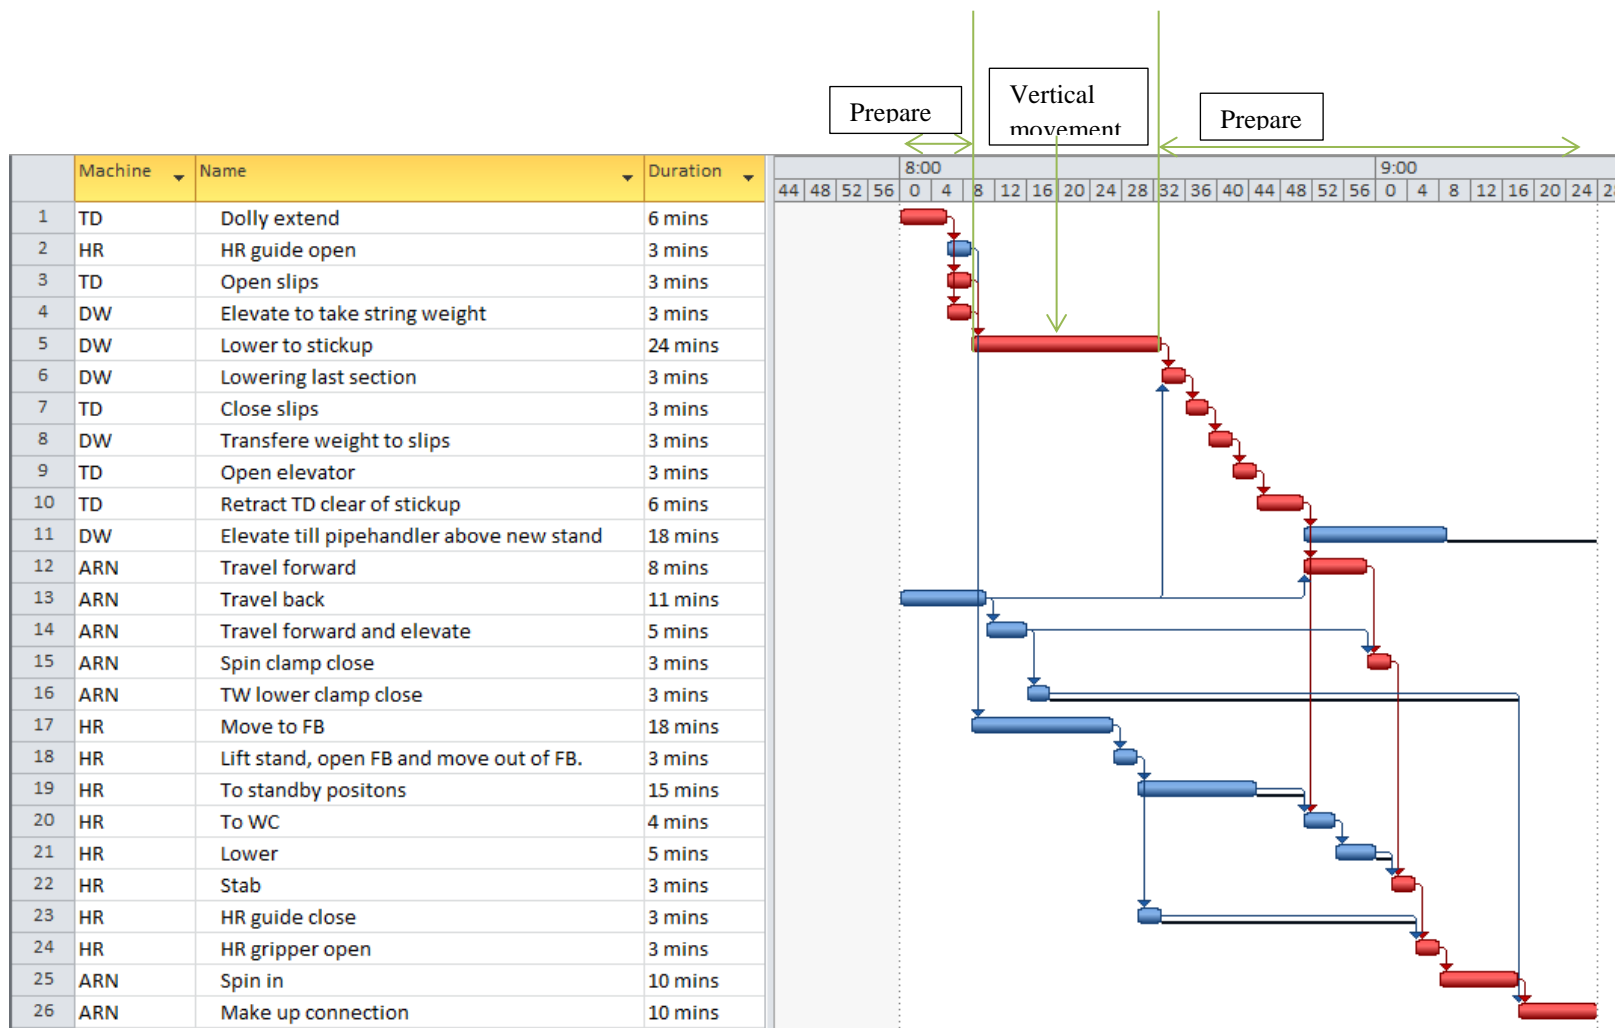 Vertical
movement
Prepare
Prepare
Machine Name Duration
8:00 9:00
44 48 52 56 0 4 8 12 16 20 24 28 32 36 40 44 48 52 56 0 4 8 12 16 20 24 2
1 TD Dolly extend 6 mins
2 HR HR guide open 3 mins
3 TD Open slips 3 mins
4 DW Elevate to take string weight 3 mins
5 DW Lower to stickup 24 mins
6 DW Lowering last section 3 mins
7 TD Close slips 3 mins
8 DW Transfere weight to slips 3 mins
9 TD Open elevator 3 mins
10 TD Retract TD clear of stickup 6 mins
11 DW Elevate till pipehandler above new stand 18 mins
12 ARN Travel forward 8 mins
13 ARN Travel back 11 mins
14 ARN Travel forward and elevate 5 mins
15 ARN Spin clamp close 3 mins
16 ARN TW lower clamp close 3 mins
17 HR Move to FB 18 mins
18 HR Lift stand, open FB and move out of FB. 3 mins
19 HR To standby positons 15 mins
20 HR To WC 4 mins
21 HR Lower 5 mins
22 HR Stab 3 mins
23 HR HR guide close 3 mins
24 HR HR gripper open 3 mins
25 ARN Spin in 10 mins
26 ARN Make up connection 10 mins